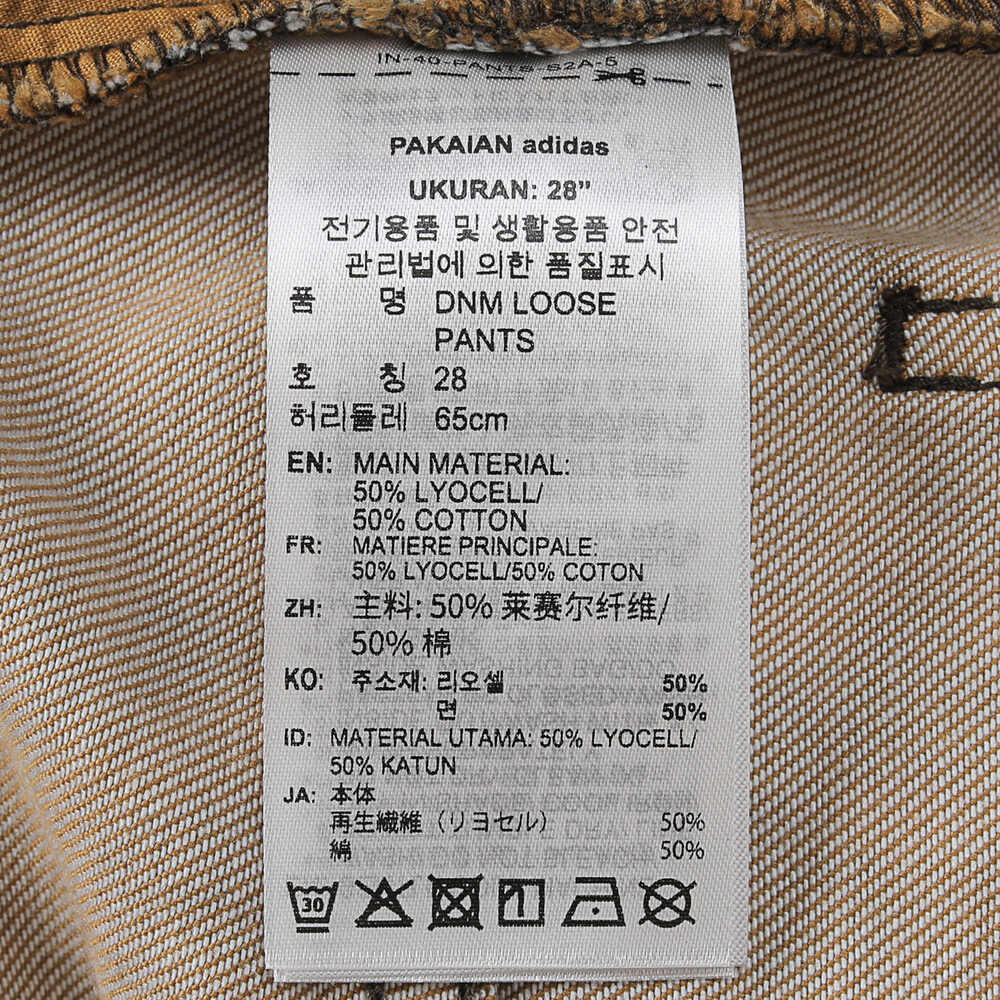 IN-40-PANTS-S2A-5
PAKAIAN adidas
UKURAN: 28"
전기용품 및 생활용품 안전
관리법에 의한 품질표시
품 명 DNM LOOSE
PANTS
호 칭 28
허리둘레 65cm
EN: MAIN MATERIAL:
50% LYOCELL/
50% COTTON
FR: MATIERE PRINCIPALE:
50% LYOCELL/50% COTON
ZH: 主料: 50% 莱赛尔纤维/
50% 棉
KO: 주소재: 리오셀 50%
면 50%
ID: MATERIAL UTAMA: 50% LYOCELL/
50% KATUN
JA: 本体
再生繊維（リヨセル） 50%
綿 50%
30